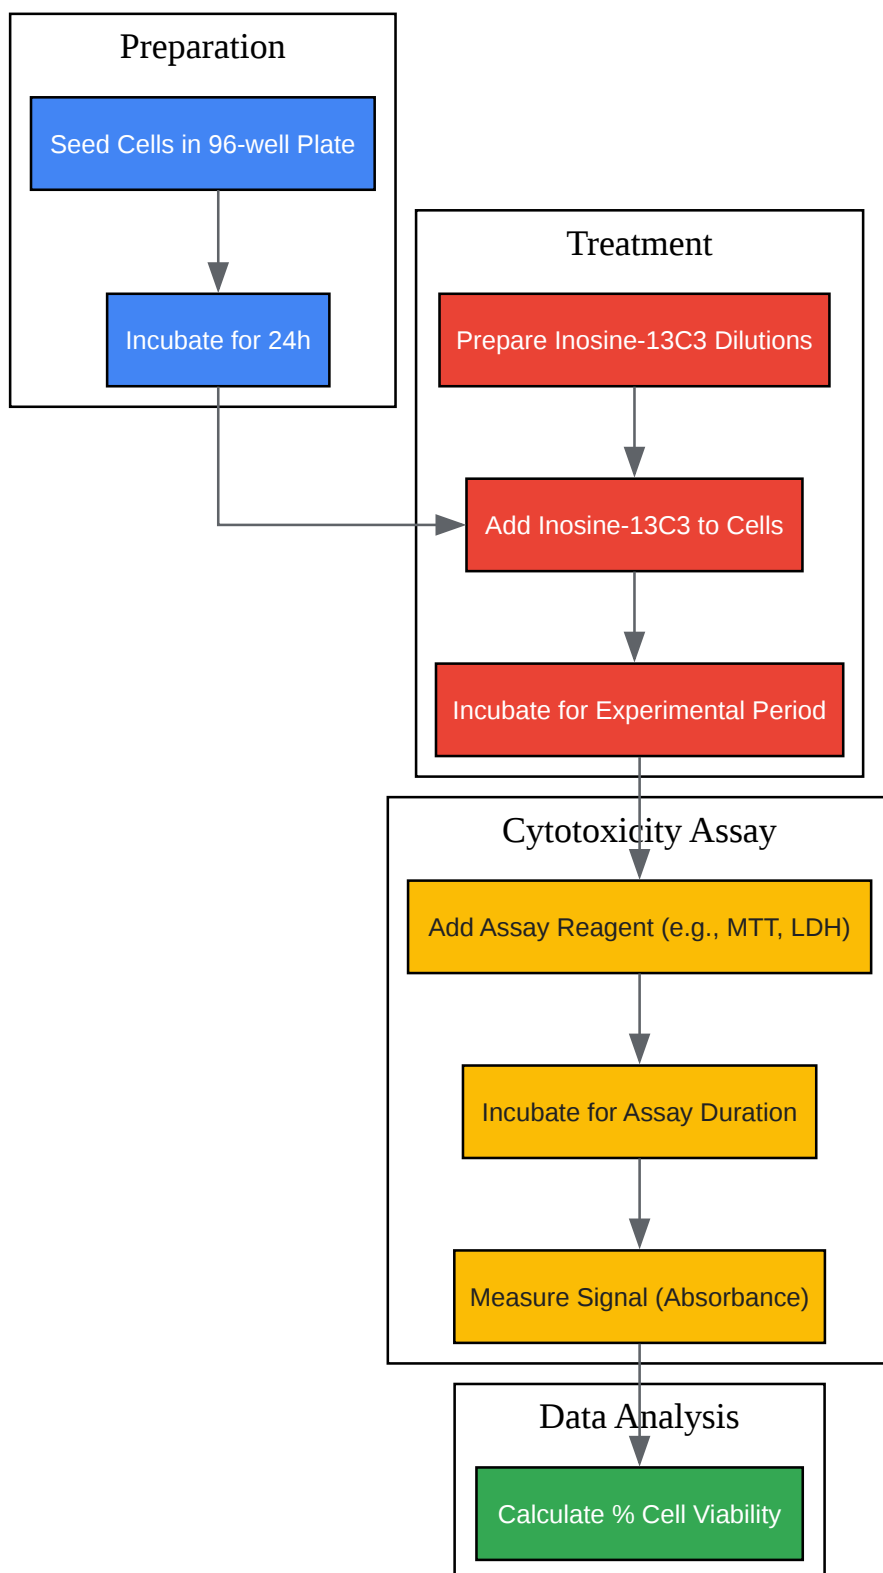 Preparation
Seed Cells in 96-well Plate
Incubate for 24h
Treatment
Prepare Inosine-13C3 Dilutions
Add Inosine-13C3 to Cells
Incubate for Experimental Period
Cytotoxicity Assay
Add Assay Reagent (e.g., MTT, LDH)
Incubate for Assay Duration
Measure Signal (Absorbance)
Data Analysis
Calculate % Cell Viability